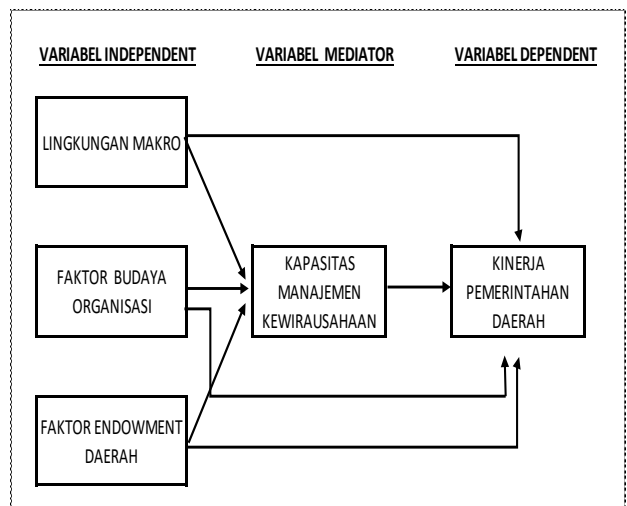 VARIABEL INDEPENDENT
VARIABEL MEDIATOR
VARIABEL DEPENDENT
LINGKUNGAN MAKRO
FAKTOR BUDAYA
ORGANISASI
KAPASITAS
MANAJEMEN
KEWIRAUSAHAAN
KINERJA
PEMERINTAHAN
DAERAH
FAKTOR ENDOWMENT
DAERAH